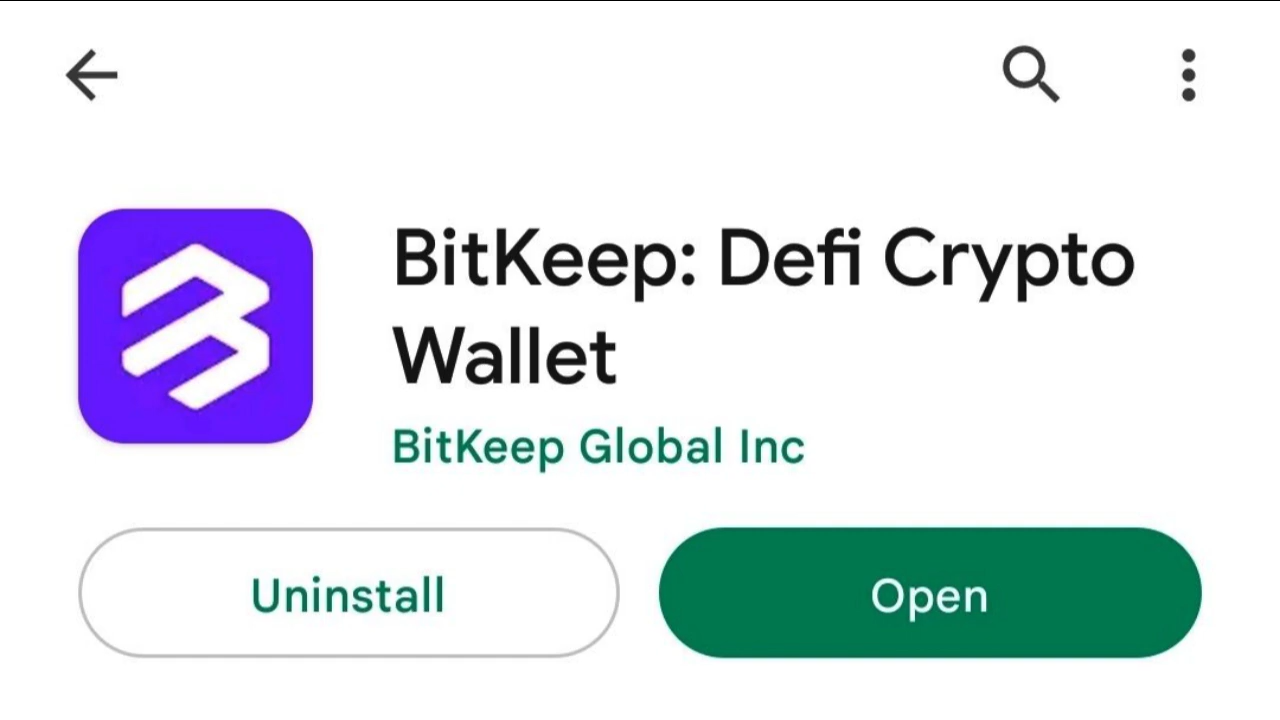 BitKeep: Defi Crypto
Wallet
BitKeep Global Inc
Uninstall
Open